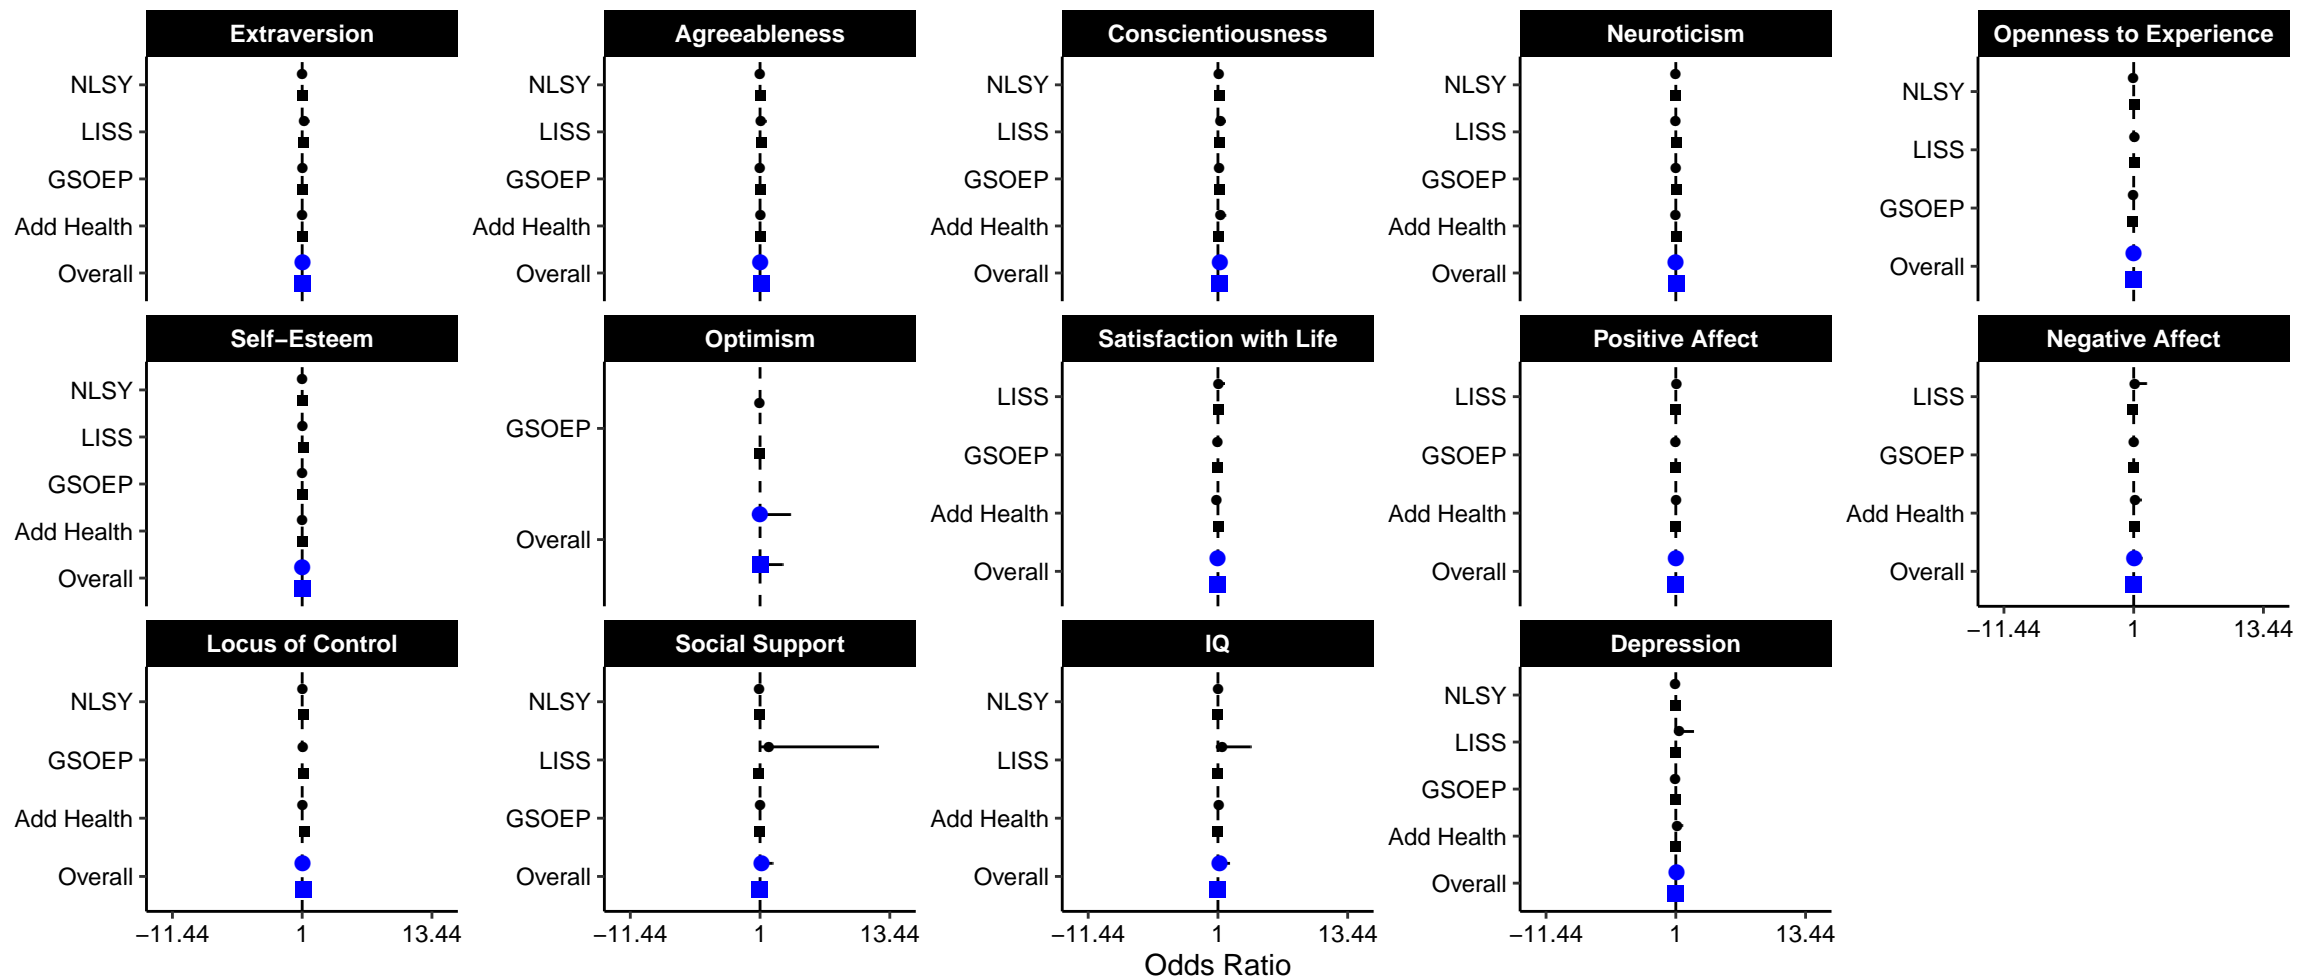 Extraversion
Agreeableness
Conscientiousness
Neuroticism
Openness to Experience
NLSY
LISS
GSOEP
Add Health
Overall
NLSY
LISS
GSOEP
Add Health
Overall
NLSY
LISS
GSOEP
Add Health
Overall
NLSY
LISS
GSOEP
Add Health
Overall
NLSY
LISS
GSOEP
Overall
Self−Esteem
Optimism
Satisfaction with Life
Positive Affect
Negative Affect
NLSY
LISS
GSOEP
Add Health
Overall
GSOEP
Overall
LISS
GSOEP
Add Health
Overall
LISS
GSOEP
Add Health
Overall
LISS
GSOEP
Add Health
Overall
−11.44 1 13.44
Locus of Control
Social Support
IQ
Depression
NLSY
GSOEP
Add Health
Overall
NLSY
LISS
GSOEP
Overall
NLSY
LISS
Add Health
Overall
NLSY
LISS
GSOEP
Add Health
Overall
−11.44 1 13.44
−11.44 1 13.44
−11.44 1 13.44
−11.44 1 13.44
Odds Ratio